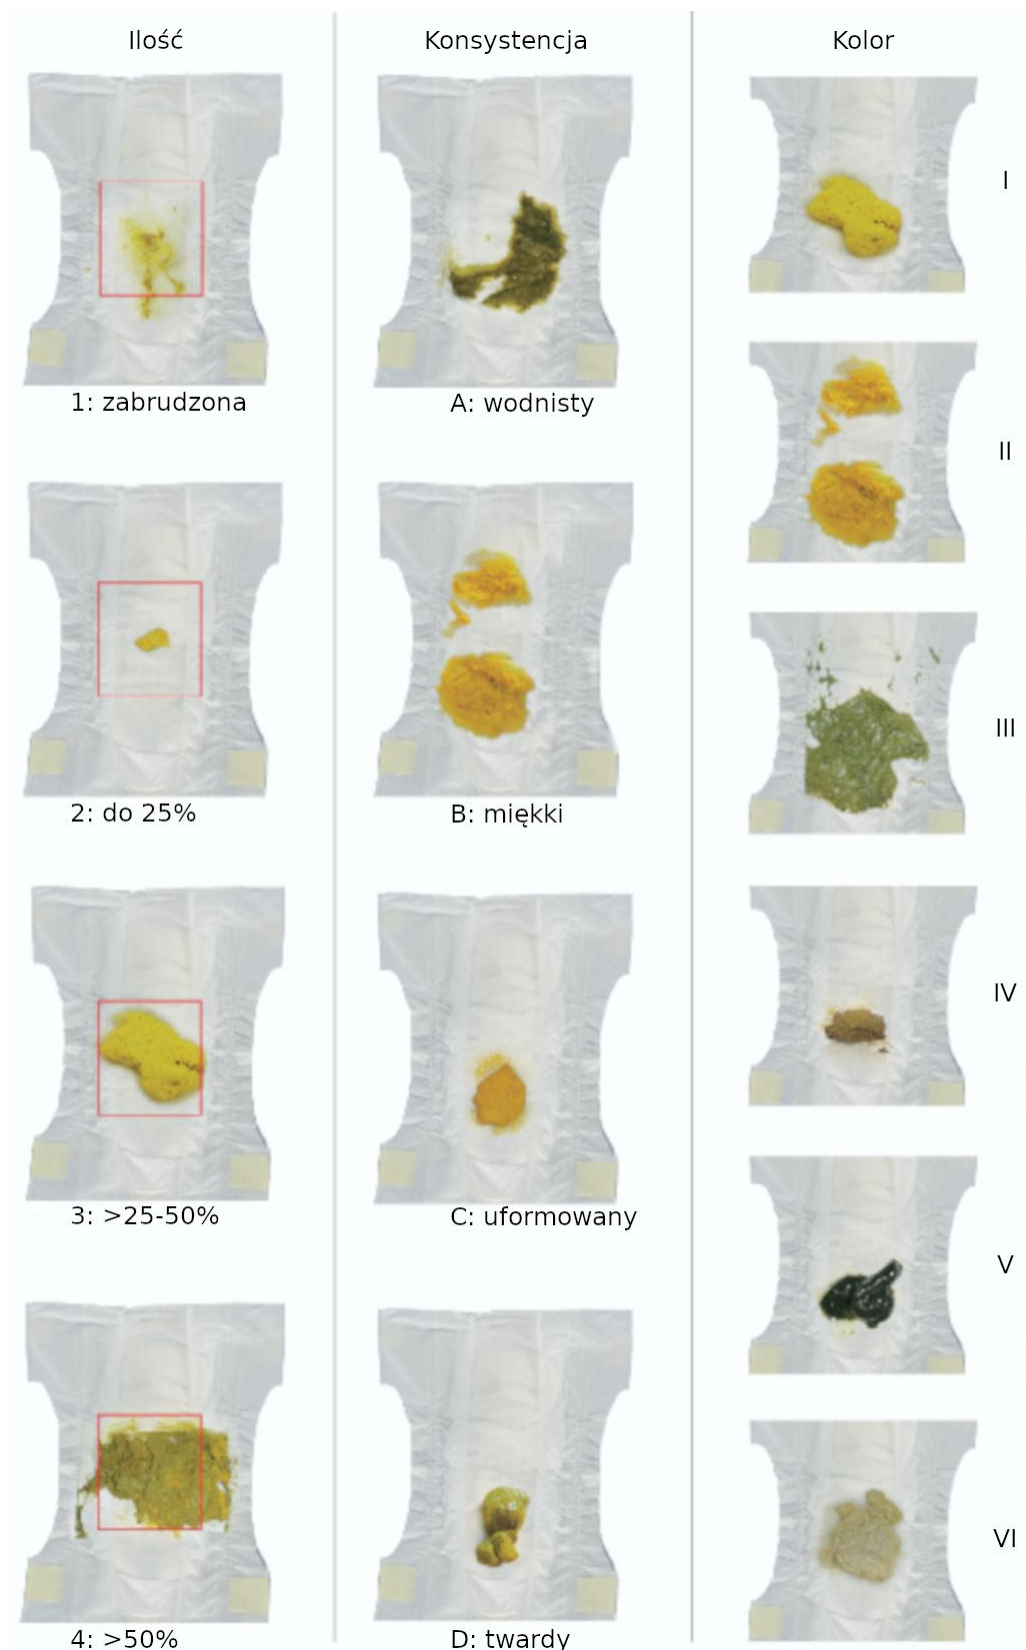 Ilość
Konsystencja
Kolor
I
1: zabrudzona
A: wodnisty
II
III
2: do 25%
B: miękki
IV
3: >25-50%
C: uformowany
V
VI
4: >50%
D: twardy